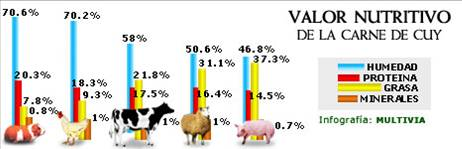 VALOR NUTRITIVO
DE LA CARNE DE CUY
70.6%
20.3%
7.8%
0.8%
70.2%
18.3%
9.3%
1%
58%
17.5%
21.8%
1%
50.6%
16.4%
31.1%
1%
46.8%
14.5%
37.3%
0.7%
HUMEDAD
PROTEINA
GRASA
MINERALES
Infografía: MULTIVIA